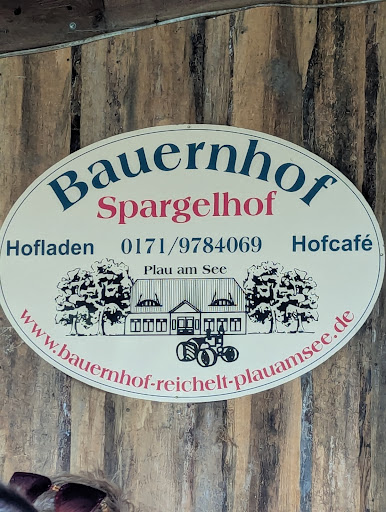 Bauernhof
Spargelhof
Hofladen 0171/9784069 Hofcafé
Plau am See
www.bauernhof-reichelt-plauamsee.de